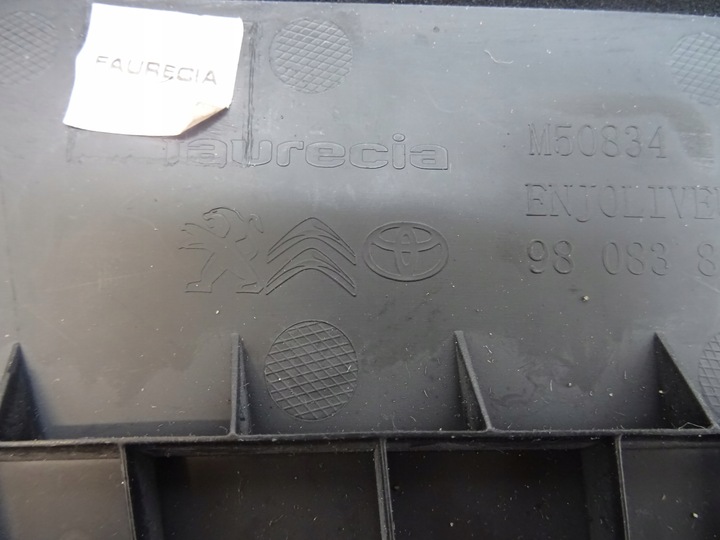 FAURECIA
faurecia
M50834
ENJOLIVE
98 083 8